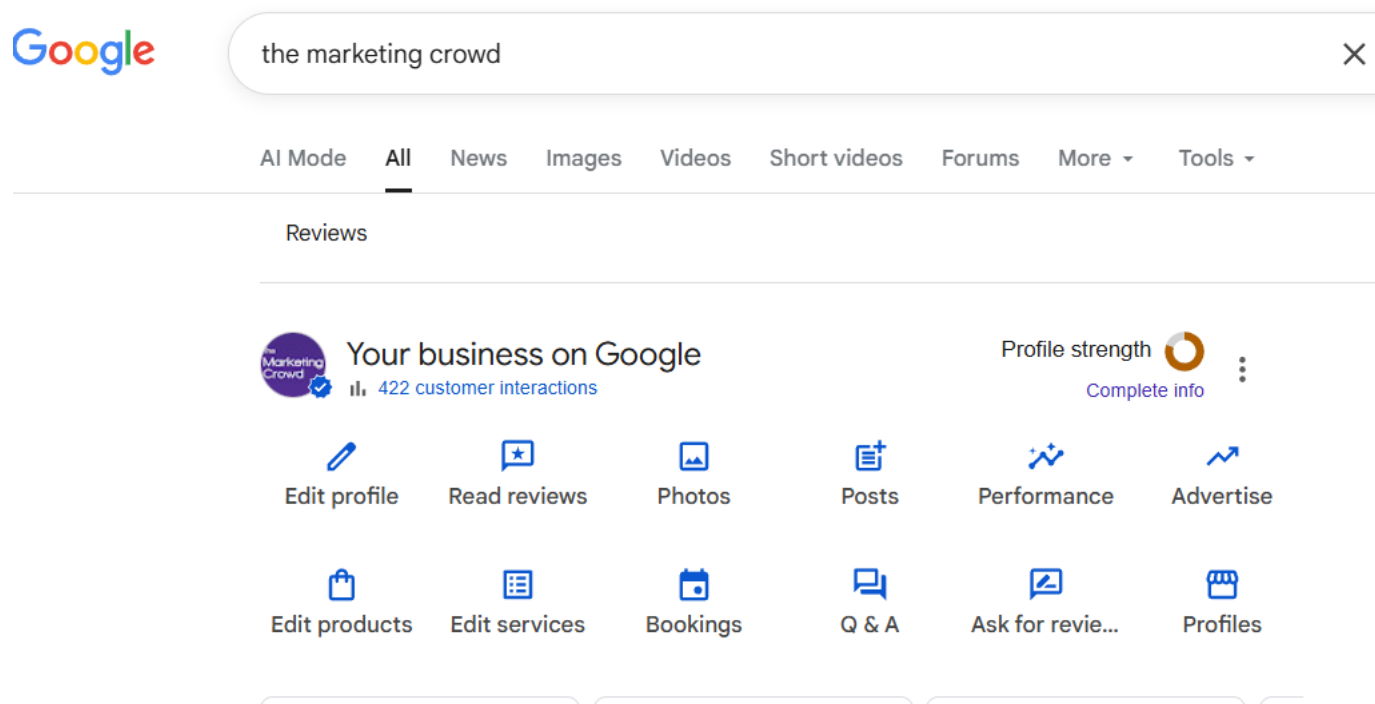 Google
the marketing crowd
AI Mode All News Images Videos Short videos Forums More Tools
Reviews
the
Marketing
Crowd
Your business on Google
422 customer interactions
Profile strength
Complete info
Edit profile Read reviews Photos Posts Performance Advertise
Edit products Edit services Bookings Q & A Ask for revie... Profiles